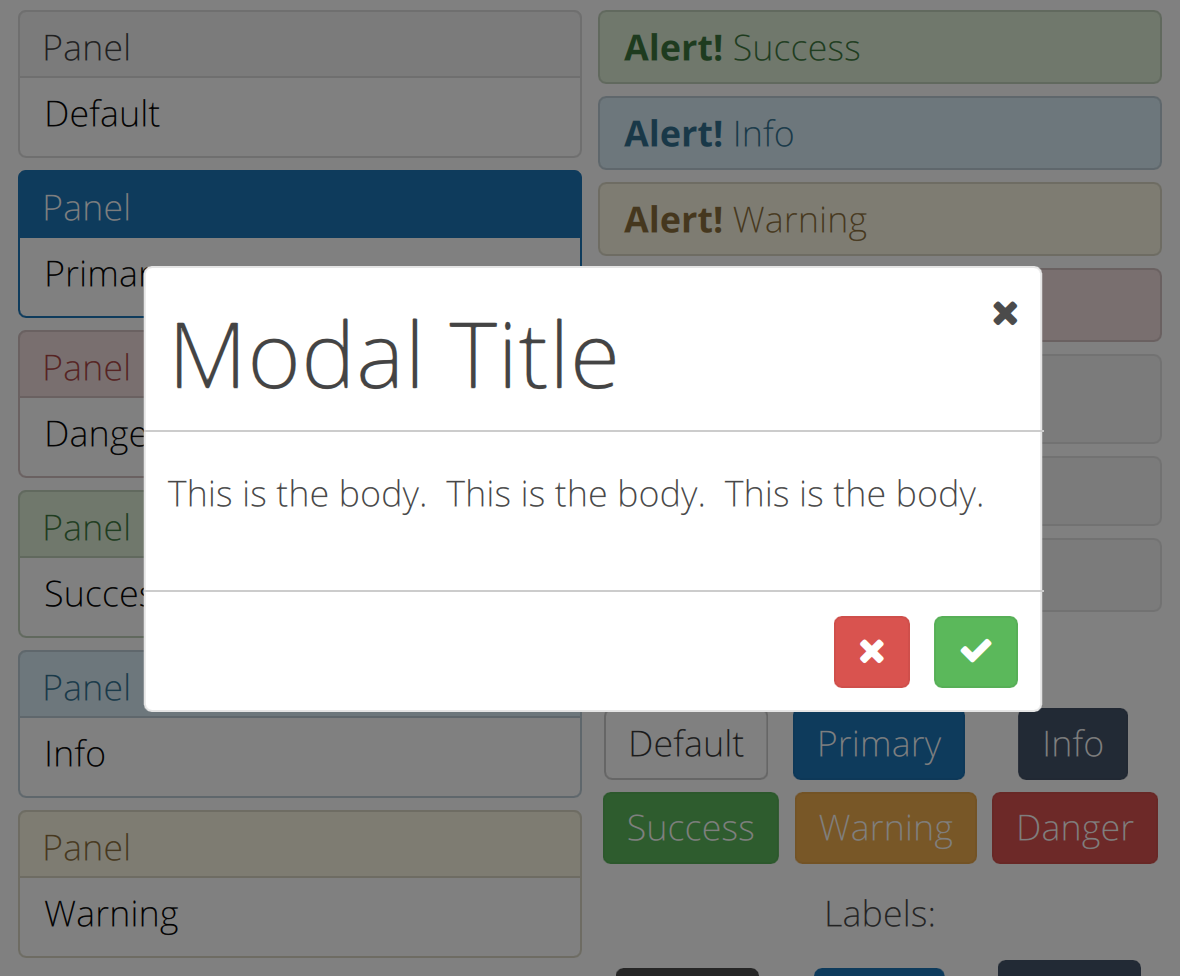 Panel
Default
Panel
Primar
Panel
Dange
Panel
Succes
Panel
Info
Panel
Warning
Alert! Success
Alert! Info
Alert! Warning
Modal Title
This is the body.  This is the body.  This is the body.
Default Primary Info
Success Warning Danger
Labels: